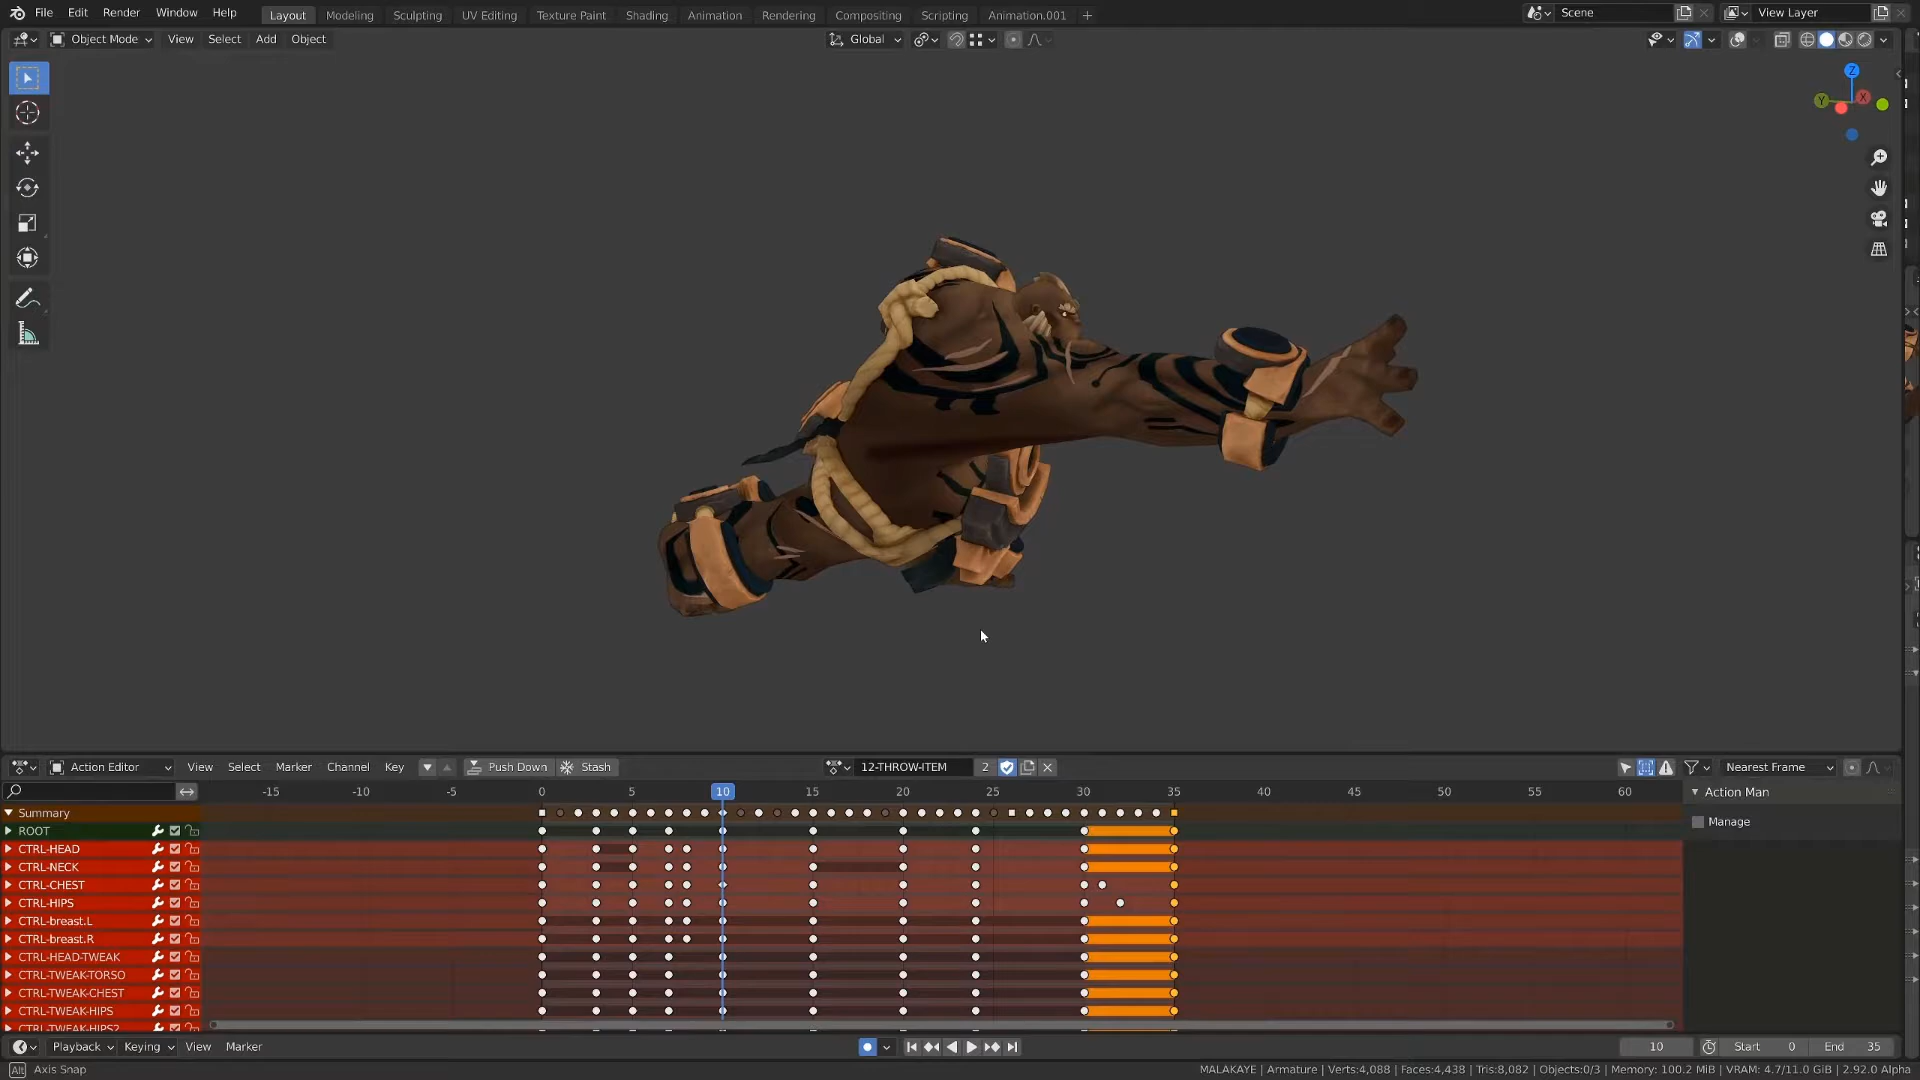 File Edit Render Window Help Layout Modeling Sculpting UV Editing Texture Paint Shading Animation Rendering Compositing Scripting Animation.001 + Scene View Layer
Object Mode View Select Add Object Global
Z
Y X
Action Editor View Select Marker Channel Key Push Down Stash 12-THROW-ITEM 2 Nearest Frame
-15 -10 -5 0 5 10 15 20 25 30 35 40 45 50 55 60 Action Man
Summary
Manage
ROOT
CTRL-HEAD
CTRL-NECK
CTRL-CHEST
CTRL-HIPS
CTRL-breast.L
CTRL-breast.R
CTRL-HEAD-TWEAK
CTRL-TWEAK-TORSO
CTRL-TWEAK-CHEST
CTRL-TWEAK-HIPS
CTRL-TWEAK-HIPS2
Playback Keying View Marker 10 Start 0 End 35
Alt Axis Snap MALAKAYE | Armature | Verts:4,088 | Faces:4,438 | Tris:8,082 | Objects:0/3 | Memory: 100.2 MiB | VRAM: 4.7/11.0 GiB | 2.92.0 Alpha